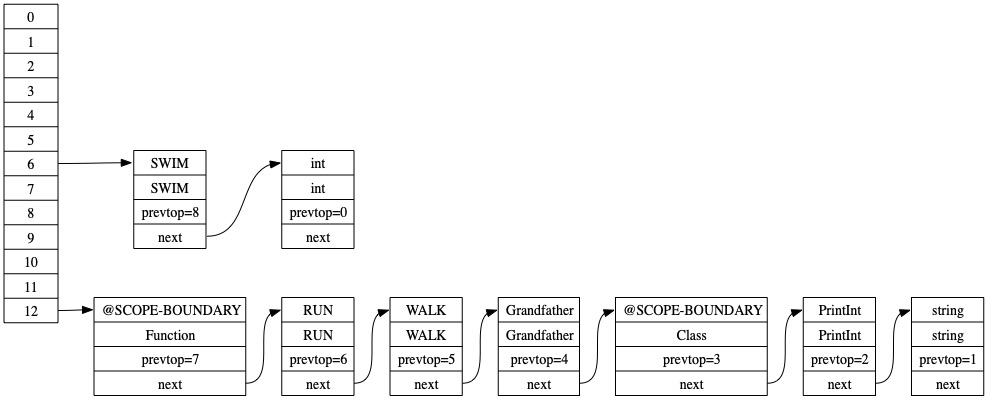 0
1
2
3
4
5
6
7
8
9
10
11
12
SWIM
SWIM
prevtop=8
next
int
int
prevtop=0
next
@SCOPE-BOUNDARY
Function
prevtop=7
next
RUN
RUN
prevtop=6
next
WALK
WALK
prevtop=5
next
Grandfather
Grandfather
prevtop=4
next
@SCOPE-BOUNDARY
Class
prevtop=3
next
PrintInt
PrintInt
prevtop=2
next
string
string
prevtop=1
next